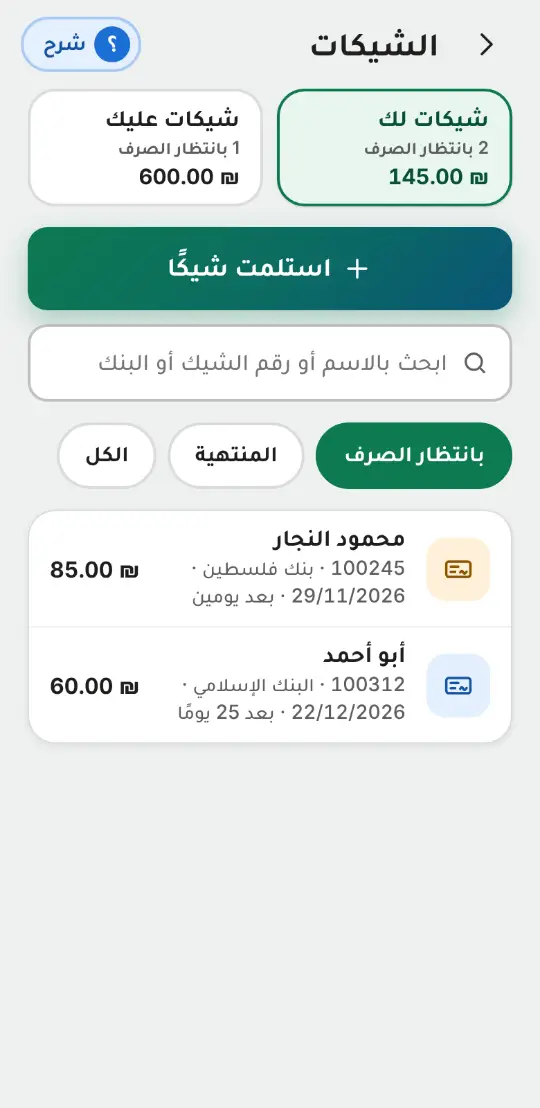 الشيكات
؟ شرح
شيكات لك
2 بانتظار الصرف
₪ 145.00
شيكات عليك
1 بانتظار الصرف
₪ 600.00
+ استلمت شيكًا
ابحث بالاسم أو رقم الشيك أو البنك
بانتظار الصرف
المنتهية
الكل
محمود النجار
100245 · بنك فلسطين ·
29/11/2026 · بعد يومين
₪ 85.00
أبو أحمد
100312 · البنك الإسلامي ·
22/12/2026 · بعد 25 يومًا
₪ 60.00